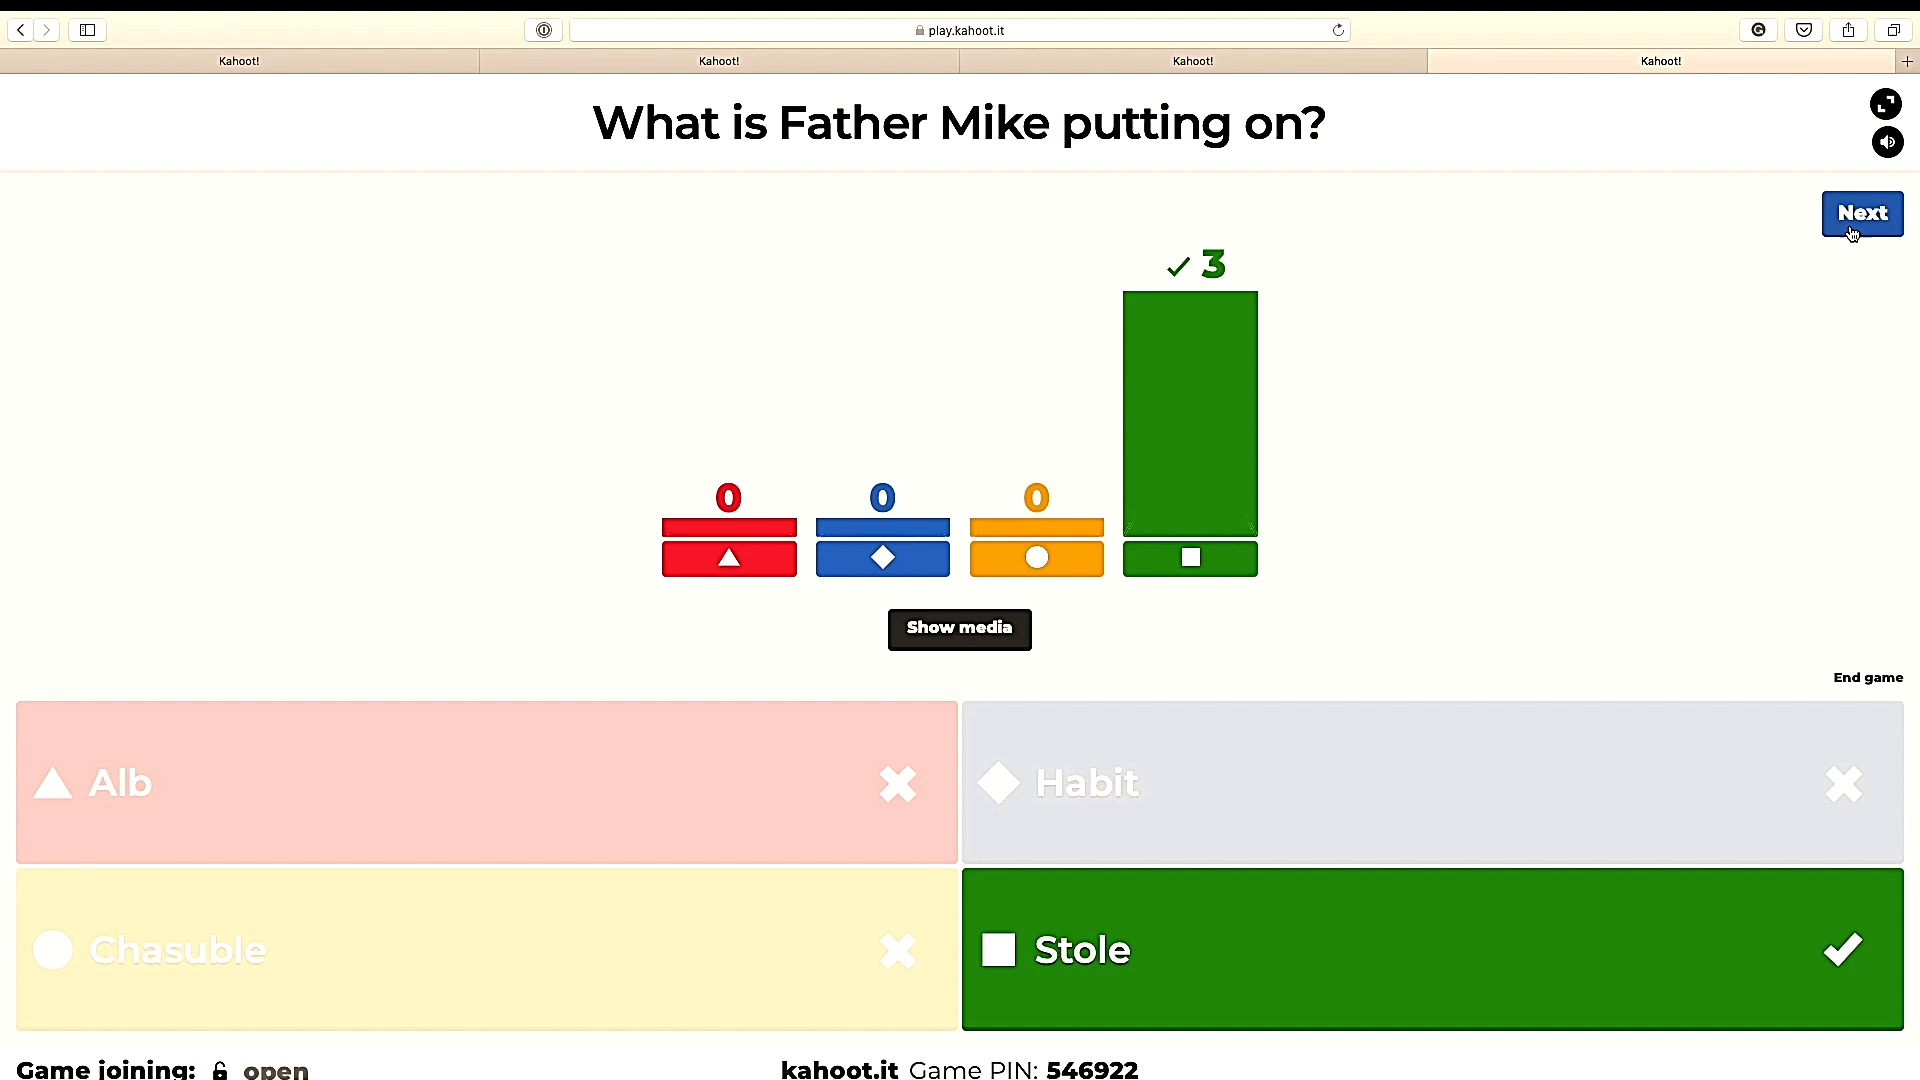 play.kahoot.it
Kahoot! Kahoot! Kahoot! Kahoot!
What is Father Mike putting on?
Next
3
0 0 0
Show media
End game
Alb
Habit
Chasuble
Stole
Game joining: open kahoot.it Game PIN: 546922